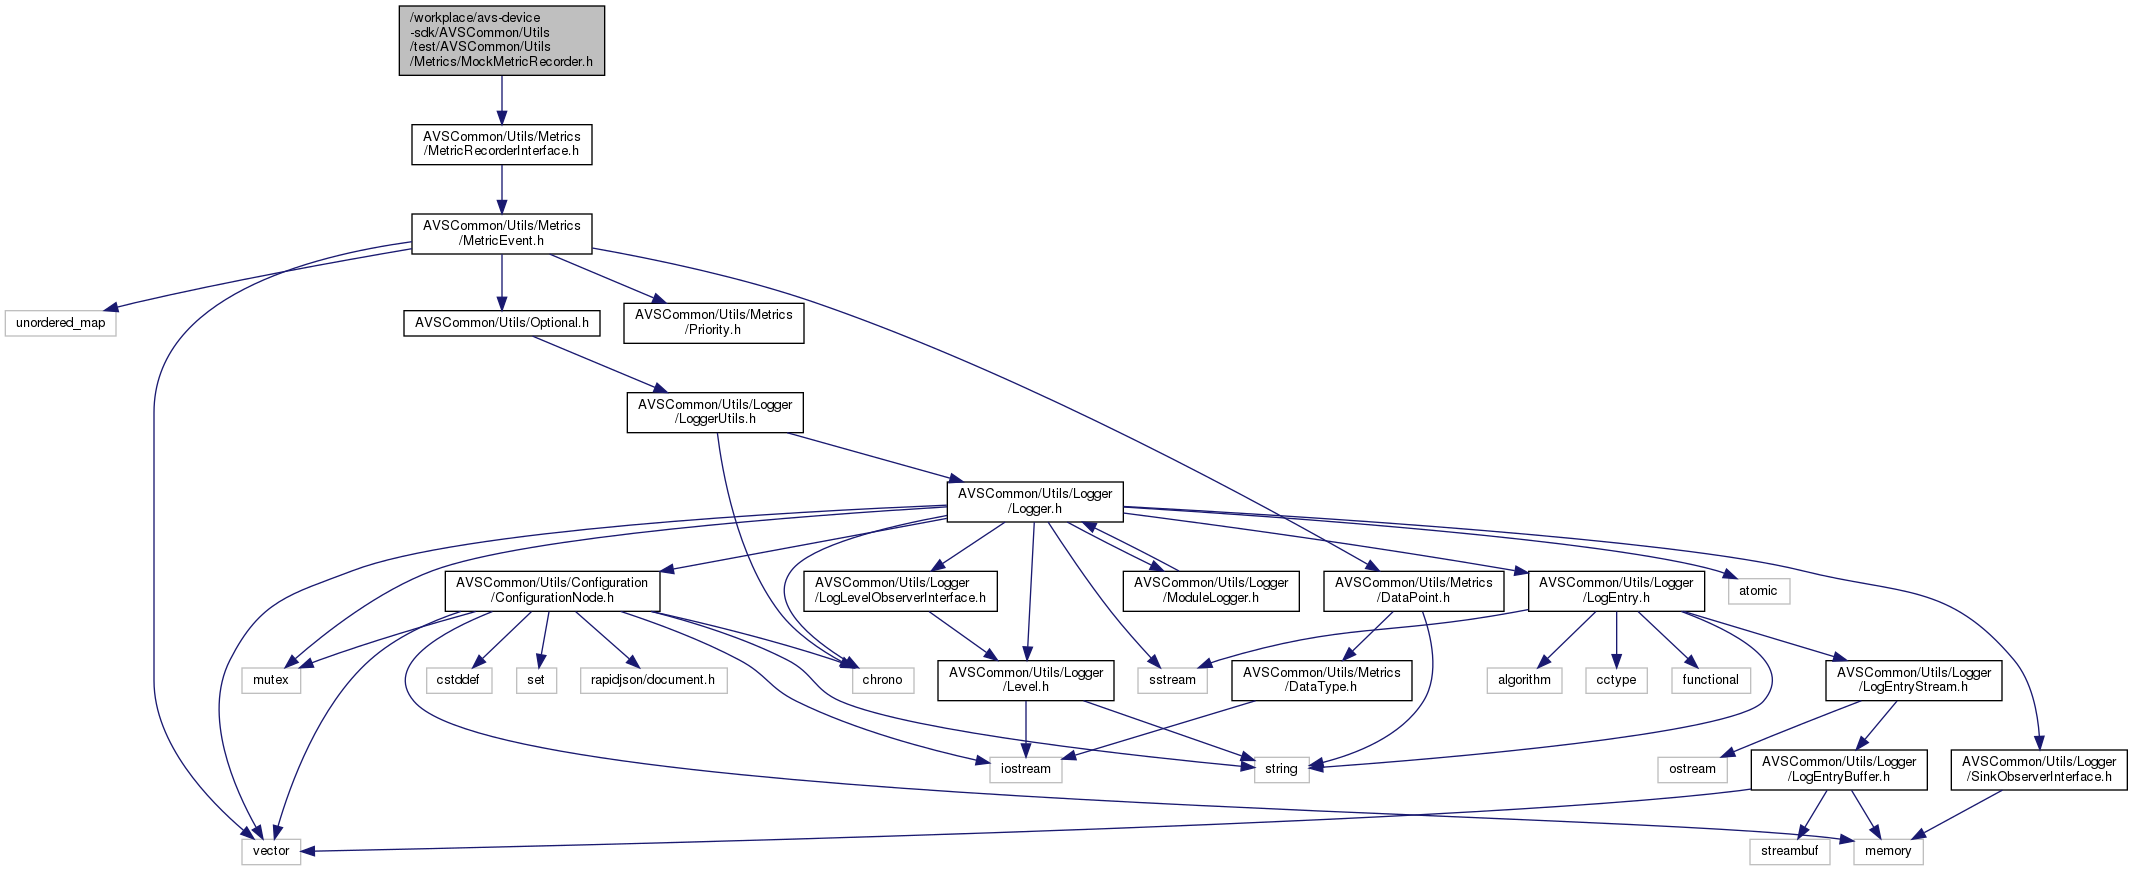 /workplace/avs-device
-sdk/AVSCommon/Utils
/test/AVSCommon/Utils
/Metrics/MockMetricRecorder.h
AVSCommon/Utils/Metrics
/MetricRecorderInterface.h
AVSCommon/Utils/Metrics
/MetricEvent.h
unordered_map
AVSCommon/Utils/Optional.h
AVSCommon/Utils/Metrics
/Priority.h
AVSCommon/Utils/Logger
/LoggerUtils.h
AVSCommon/Utils/Logger
/Logger.h
AVSCommon/Utils/Configuration
/ConfigurationNode.h
AVSCommon/Utils/Logger
/LogLevelObserverInterface.h
AVSCommon/Utils/Logger
/ModuleLogger.h
AVSCommon/Utils/Metrics
/DataPoint.h
AVSCommon/Utils/Logger
/LogEntry.h
atomic
mutex
cstddef
set
rapidjson/document.h
chrono
AVSCommon/Utils/Logger
/Level.h
sstream
AVSCommon/Utils/Metrics
/DataType.h
algorithm
cctype
functional
AVSCommon/Utils/Logger
/LogEntryStream.h
iostream
string
ostream
AVSCommon/Utils/Logger
/LogEntryBuffer.h
AVSCommon/Utils/Logger
/SinkObserverInterface.h
vector
streambuf
memory